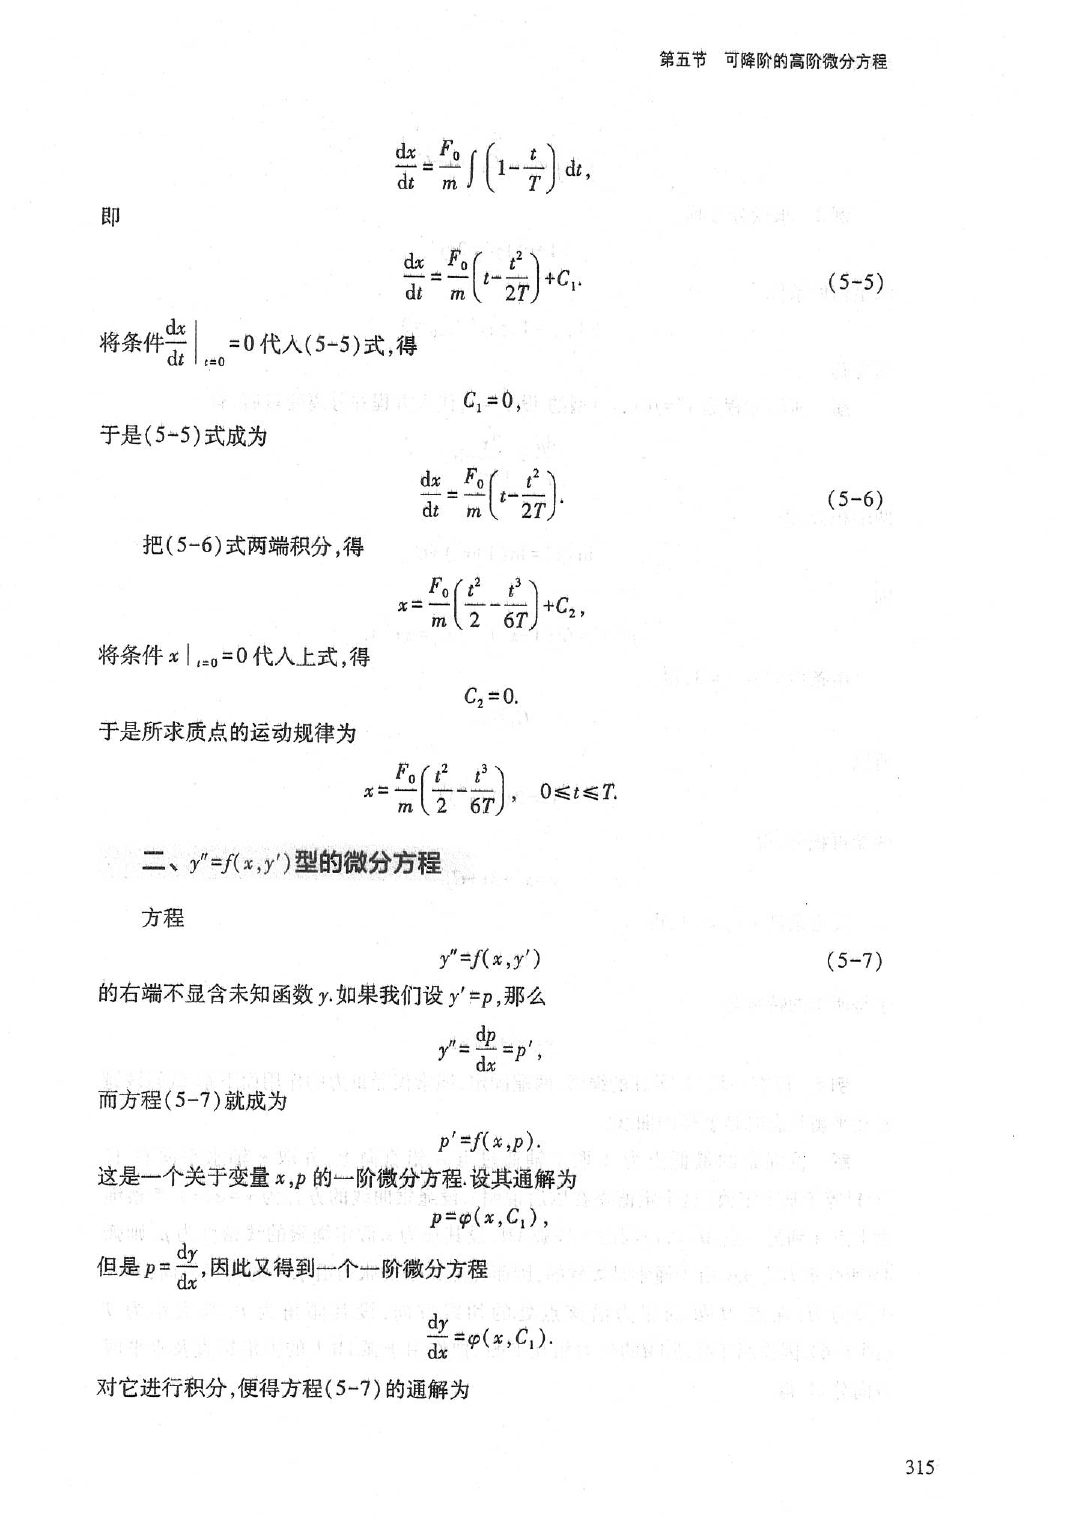 第五节 可降阶的高阶微分方程
dx/dt=F₀/m∫(1-t/T)dt,
即
dx/dt=F₀/m(t-t²/2T)+C₁. (5-5)
将条件dx/dt|ₜ₌₀=0代入(5-5)式,得
C₁=0,
于是(5-5)式成为
dx/dt=F₀/m(t-t²/2T). (5-6)
把(5-6)式两端积分,得
x=F₀/m(t²/2-t³/6T)+C₂,
将条件x|ₜ₌₀=0代入上式,得
C₂=0.
于是所求质点的运动规律为
x=F₀/m(t²/2-t³/6T), 0≤t≤T.
二、y″=f(x,y′)型的微分方程
方程
y″=f(x,y′) (5-7)
的右端不显含未知函数y.如果我们设y′=p,那么
y″=dp/dx=p′,
而方程(5-7)就成为
p′=f(x,p).
这是一个关于变量x,p的一阶微分方程.设其通解为
p=φ(x,C₁),
但是p=dy/dx,因此又得到一个一阶微分方程
dy/dx=φ(x,C₁).
对它进行积分,便得方程(5-7)的通解为
315